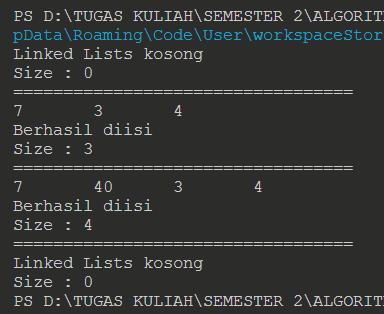 PS D:\TUGAS KULIAH\SEMESTER 2\ALGORIT
pData\Roaming\Code\User\workspaceStor
Linked Lists kosong
Size : 0
===================================
7       3       4
Berhasil diisi
Size : 3
===================================
7       40      3       4
Berhasil diisi
Size : 4
===================================
Linked Lists kosong
Size : 0
PS D:\TUGAS KULIAH\SEMESTER 2\ALGORIT